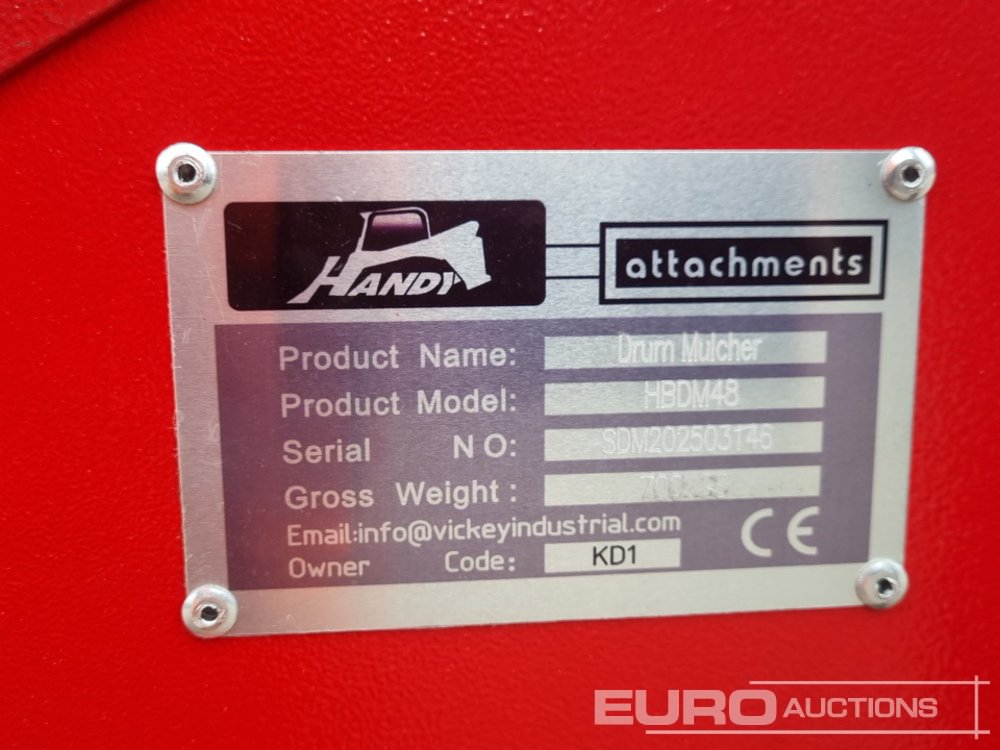 HANDY attachments
Product Name: Drum Mulcher
Product Model: HBDM48
Serial NO: SDM202503146
Gross Weight:
Email:info@vickeyindustrial.com
CE
Owner Code: KD1
EURO AUCTIONS